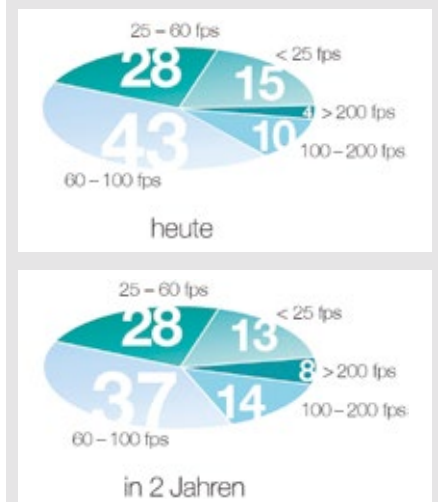 25 – 60 fps
< 25 fps
28
15
4
> 200 fps
43
10
100 – 200 fps
60 – 100 fps
heute
25 – 60 fps
< 25 fps
28
13
8
> 200 fps
37
14
100 – 200 fps
60 – 100 fps
in 2 Jahren